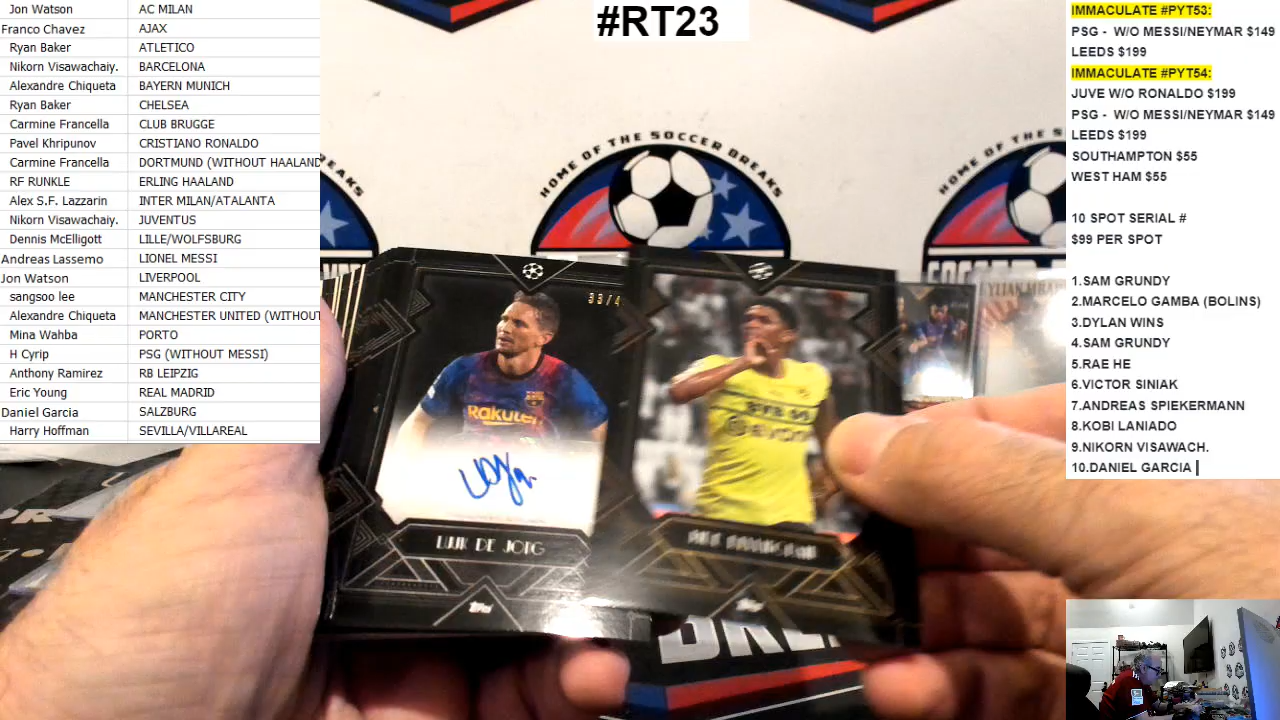 #RT23
Jon Watson AC MILAN
Franco Chavez AJAX
Ryan Baker ATLETICO
Nikorn Visawachaiy. BARCELONA
Alexandre Chiqueta BAYERN MUNICH
Ryan Baker CHELSEA
Carmine Francella CLUB BRUGGE
Pavel Khripunov CRISTIANO RONALDO
Carmine Francella DORTMUND (WITHOUT HAALAND
RF RUNKLE ERLING HAALAND
Alex S.F. Lazzarin INTER MILAN/ATALANTA
Nikorn Visawachaiy. JUVENTUS
Dennis McElligott LILLE/WOLFSBURG
Andreas Lassemo LIONEL MESSI
Jon Watson LIVERPOOL
sangsoo lee MANCHESTER CITY
Alexandre Chiqueta MANCHESTER UNITED (WITHOUT
Mina Wahba PORTO
H Cyrip PSG (WITHOUT MESSI)
Anthony Ramirez RB LEIPZIG
Eric Young REAL MADRID
Daniel Garcia SALZBURG
Harry Hoffman SEVILLA/VILLAREAL
HOME OF THE SOCCER BREAKS
33/4
Rakuten
LUUK DE JONG
topps
IMMACULATE #PYT53:
PSG - W/O MESSI/NEYMAR $149
LEEDS $199
IMMACULATE #PYT54:
JUVE W/O RONALDO $199
PSG - W/O MESSI/NEYMAR $149
LEEDS $199
SOUTHAMPTON $55
WEST HAM $55
10 SPOT SERIAL #
$99 PER SPOT
1.SAM GRUNDY
2.MARCELO GAMBA (BOLINS)
3.DYLAN WINS
4.SAM GRUNDY
5.RAE HE
6.VICTOR SINIAK
7.ANDREAS SPIEKERMANN
8.KOBI LANIADO
9.NIKORN VISAWACH.
10.DANIEL GARCIA